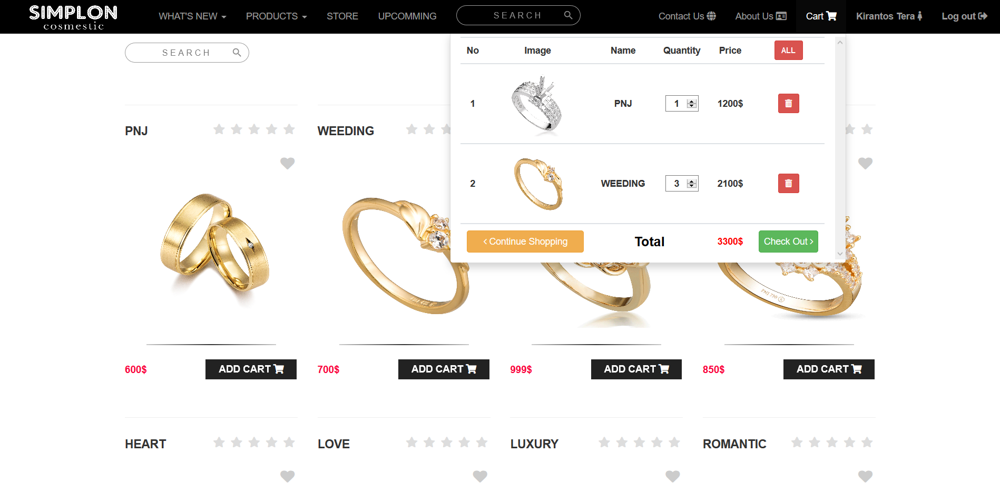 SIMPLON
cosmestic
WHAT'S NEW
PRODUCTS
STORE
UPCOMMING
SEARCH
Contact Us
About Us
Cart
Kirantos Tera
Log out
SEARCH
No Image Name Quantity Price ALL
1 PNJ 1 1200$
2 WEEDING 3 2100$
Continue Shopping Total 3300$ Check Out
PNJ
WEEDING
PNJ 750 R
600$ ADD CART
700$ ADD CART
999$ ADD CART
850$ ADD CART
HEART
LOVE
LUXURY
ROMANTIC